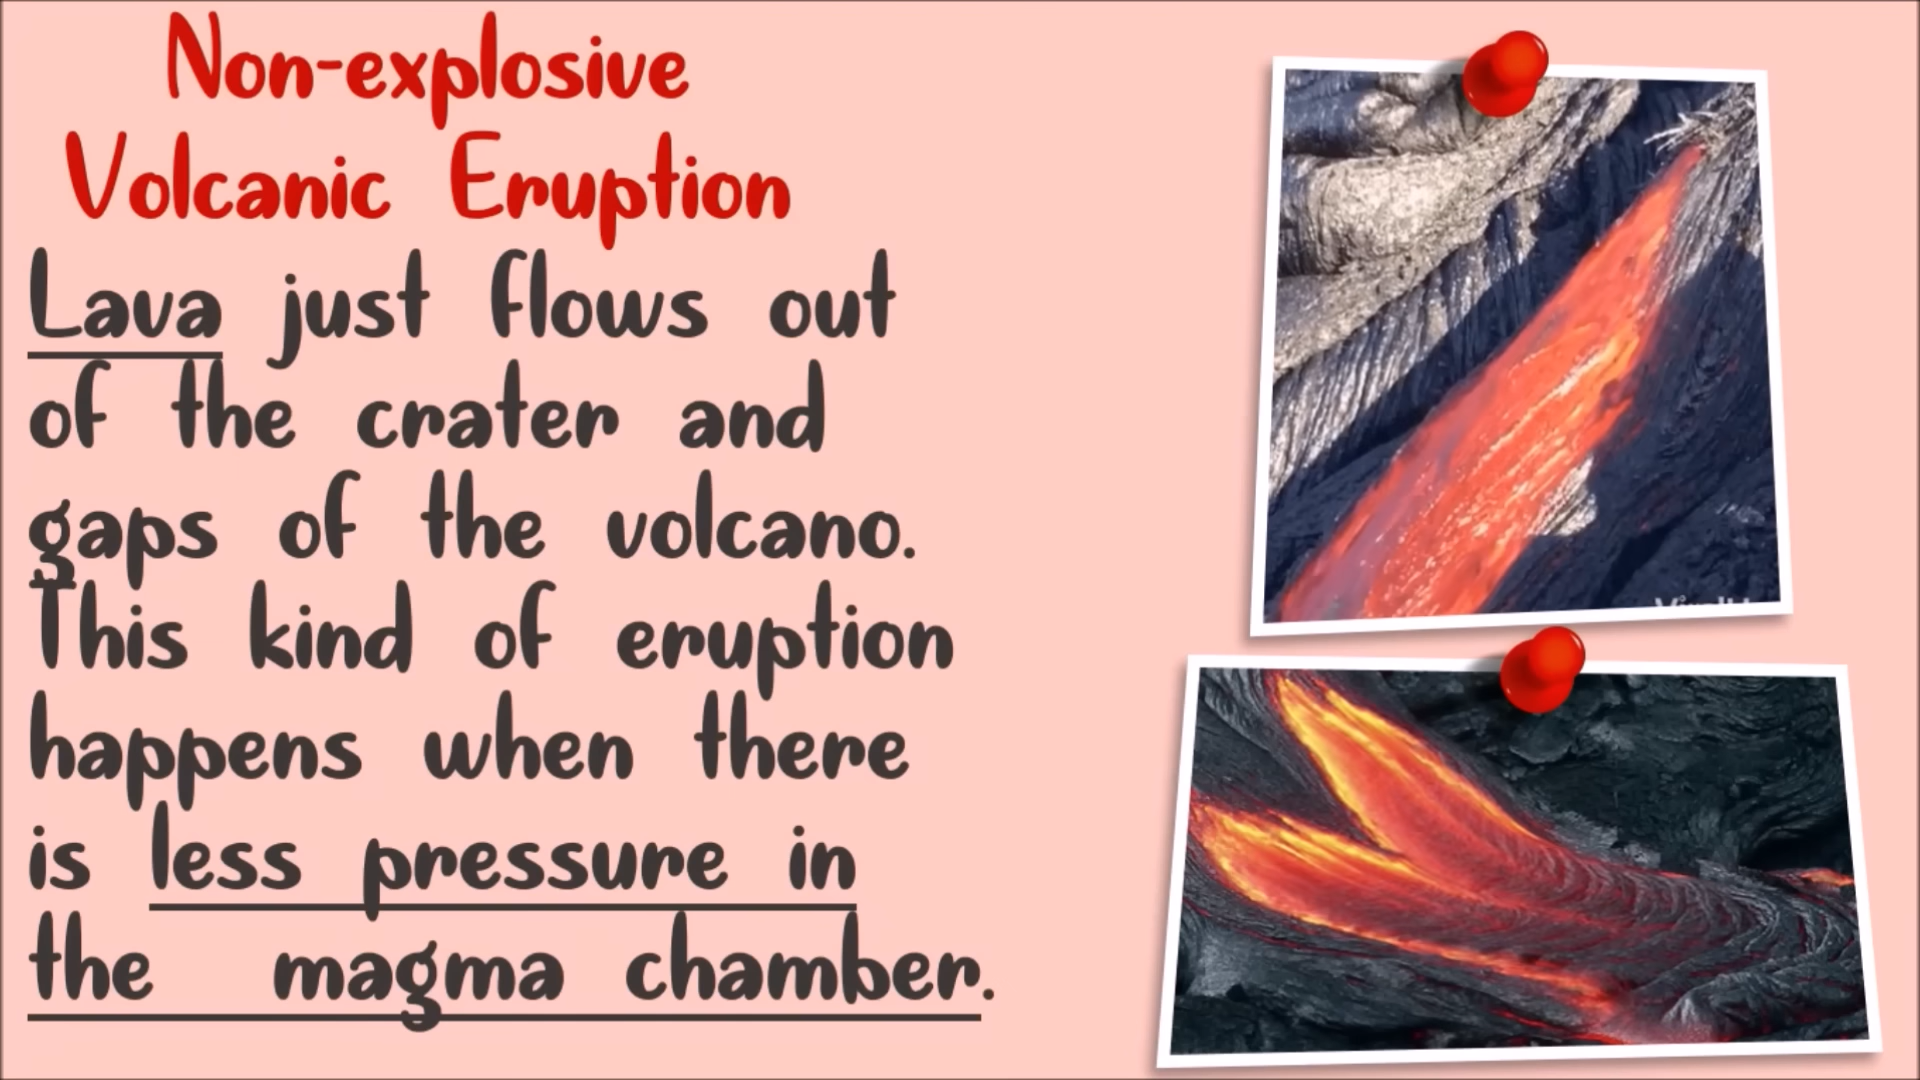 Non-explosive
Volcanic Eruption
Lava just flows out
of the crater and
gaps of the volcano.
This kind of eruption
happens when there
is less pressure in
the magma chamber.